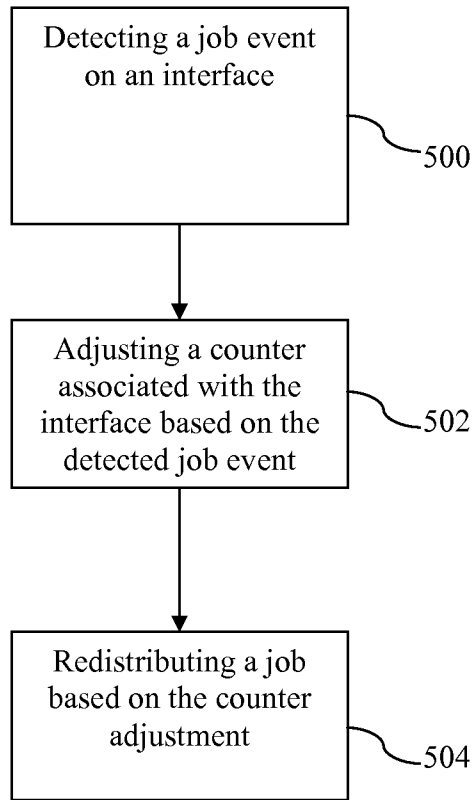 Detecting a job event
on an interface
500
Adjusting a counter
associated with the
interface based on the
detected job event
502
Redistributing a job
based on the counter
adjustment
504